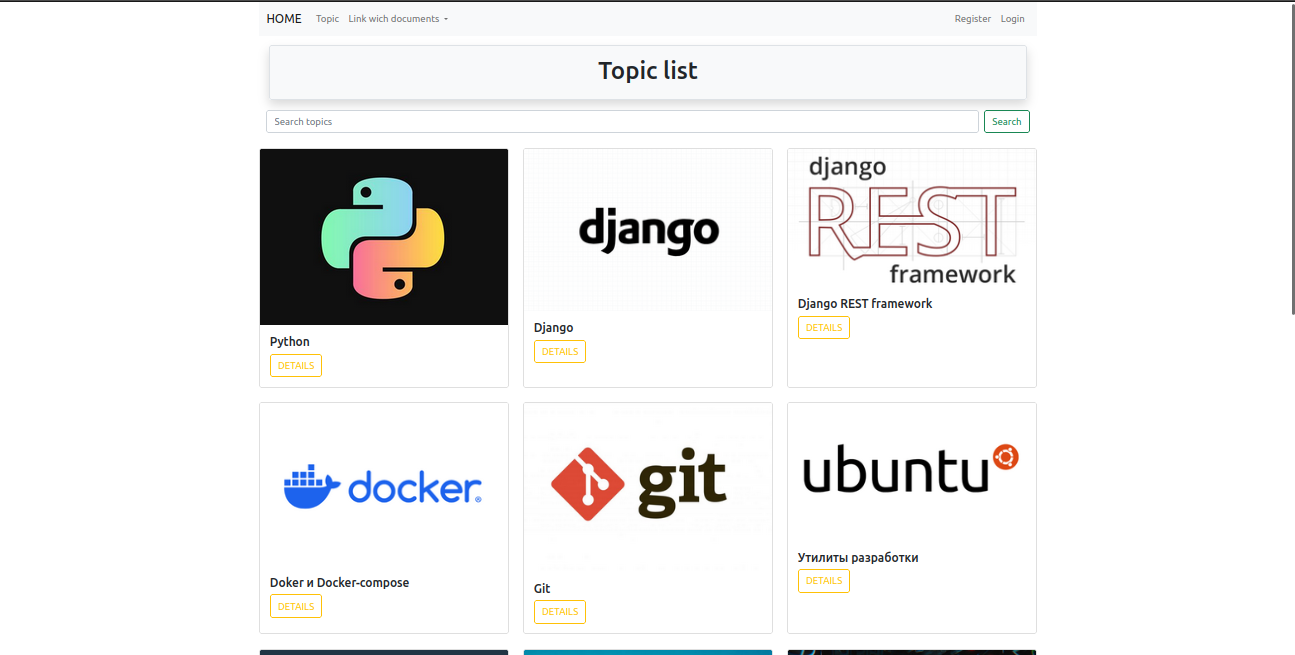 HOME Topic Link wich documents Register Login
Topic list
Search topics Search
django
django
REST
framework
Python
DETAILS
Django
DETAILS
Django REST framework
DETAILS
docker
git
ubuntu
Doker и Docker-compose
DETAILS
Git
DETAILS
Утилиты разработки
DETAILS